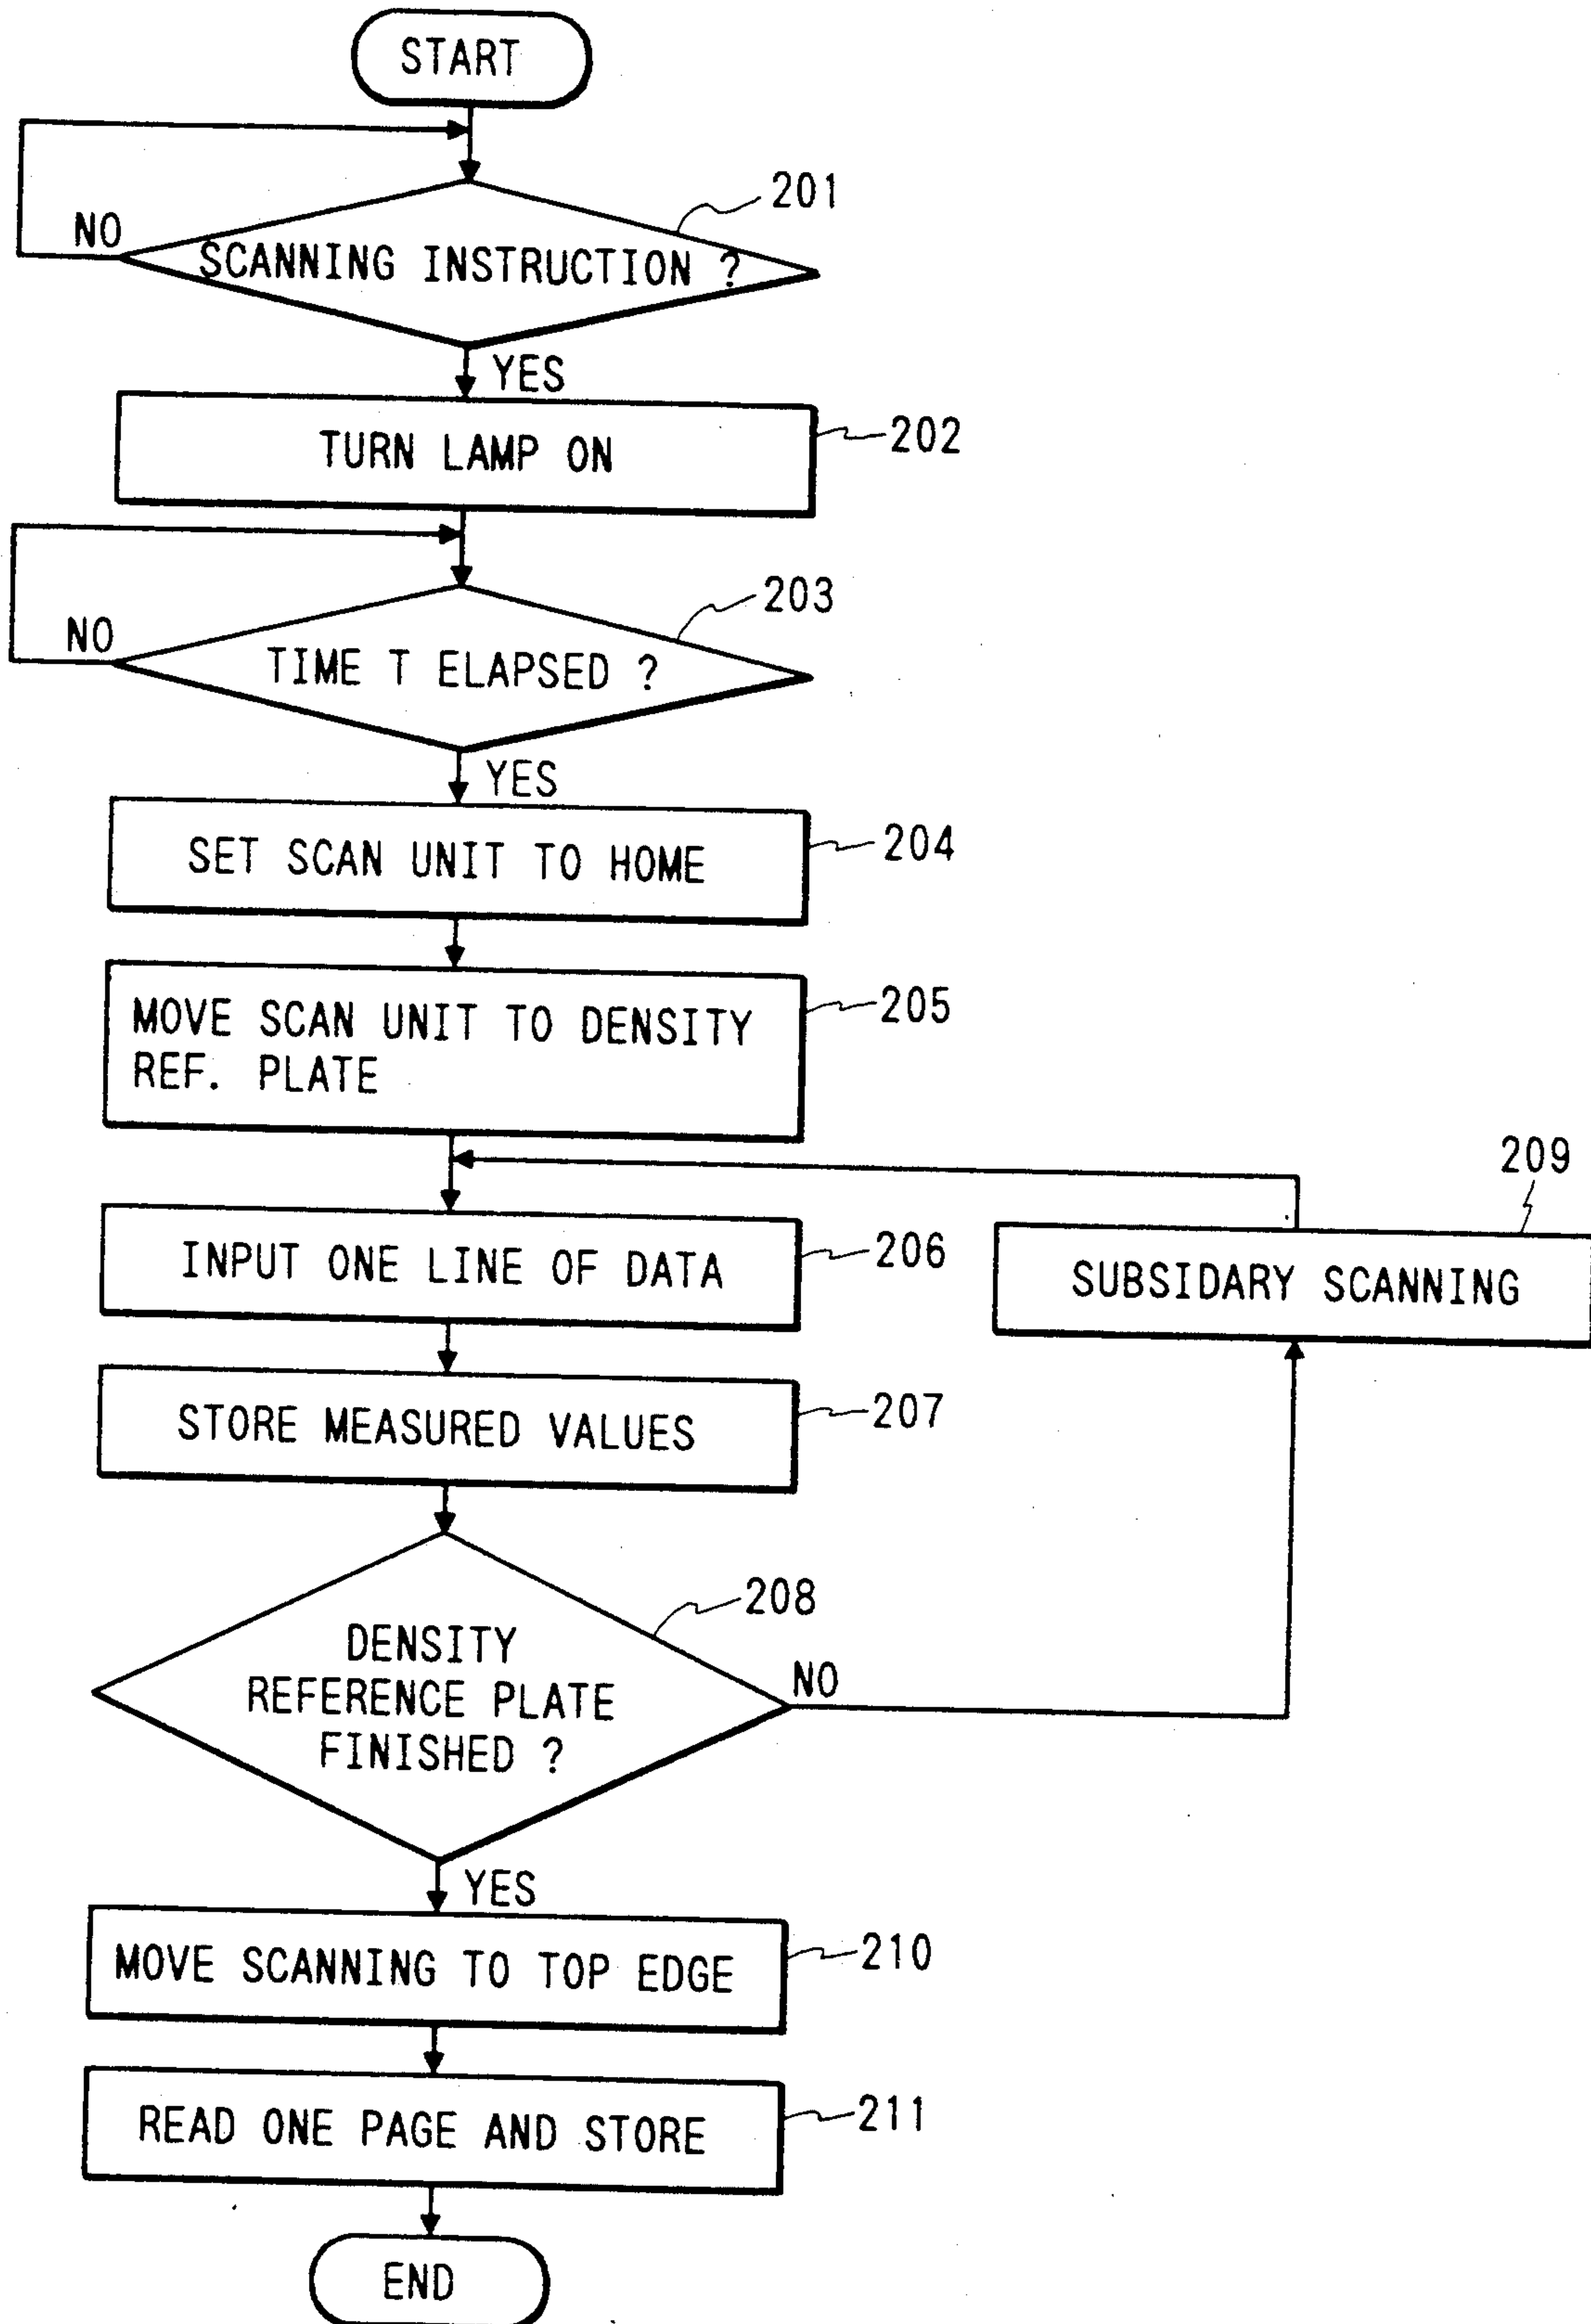 START
201
NO
SCANNING INSTRUCTION ?
YES
TURN LAMP ON
202
203
NO
TIME T ELAPSED ?
YES
SET SCAN UNIT TO HOME
204
MOVE SCAN UNIT TO DENSITY
REF. PLATE
205
209
INPUT ONE LINE OF DATA
206
SUBSIDARY SCANNING
STORE MEASURED VALUES
207
208
DENSITY
REFERENCE PLATE
FINISHED ?
NO
YES
MOVE SCANNING TO TOP EDGE
210
READ ONE PAGE AND STORE
211
END